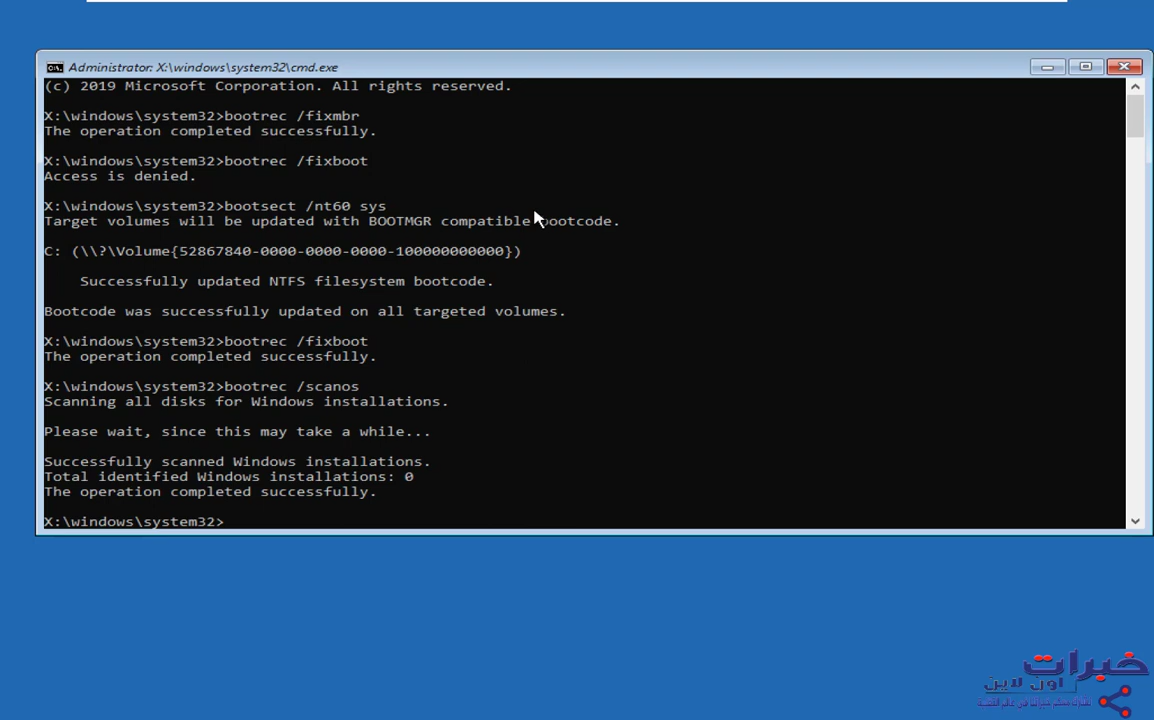 Administrator: X:\windows\system32\cmd.exe
(c) 2019 Microsoft Corporation. All rights reserved.
X:\windows\system32>bootrec /fixmbr
The operation completed successfully.
X:\windows\system32>bootrec /fixboot
Access is denied.
X:\windows\system32>bootsect /nt60 sys
Target volumes will be updated with BOOTMGR compatible bootcode.
C: (\\?\Volume{52867840-0000-0000-0000-100000000000})
Successfully updated NTFS filesystem bootcode.
Bootcode was successfully updated on all targeted volumes.
X:\windows\system32>bootrec /fixboot
The operation completed successfully.
X:\windows\system32>bootrec /scanos
Scanning all disks for Windows installations.
Please wait, since this may take a while...
Successfully scanned Windows installations.
Total identified Windows installations: 0
The operation completed successfully.
X:\windows\system32>
خبرات
اون لاين